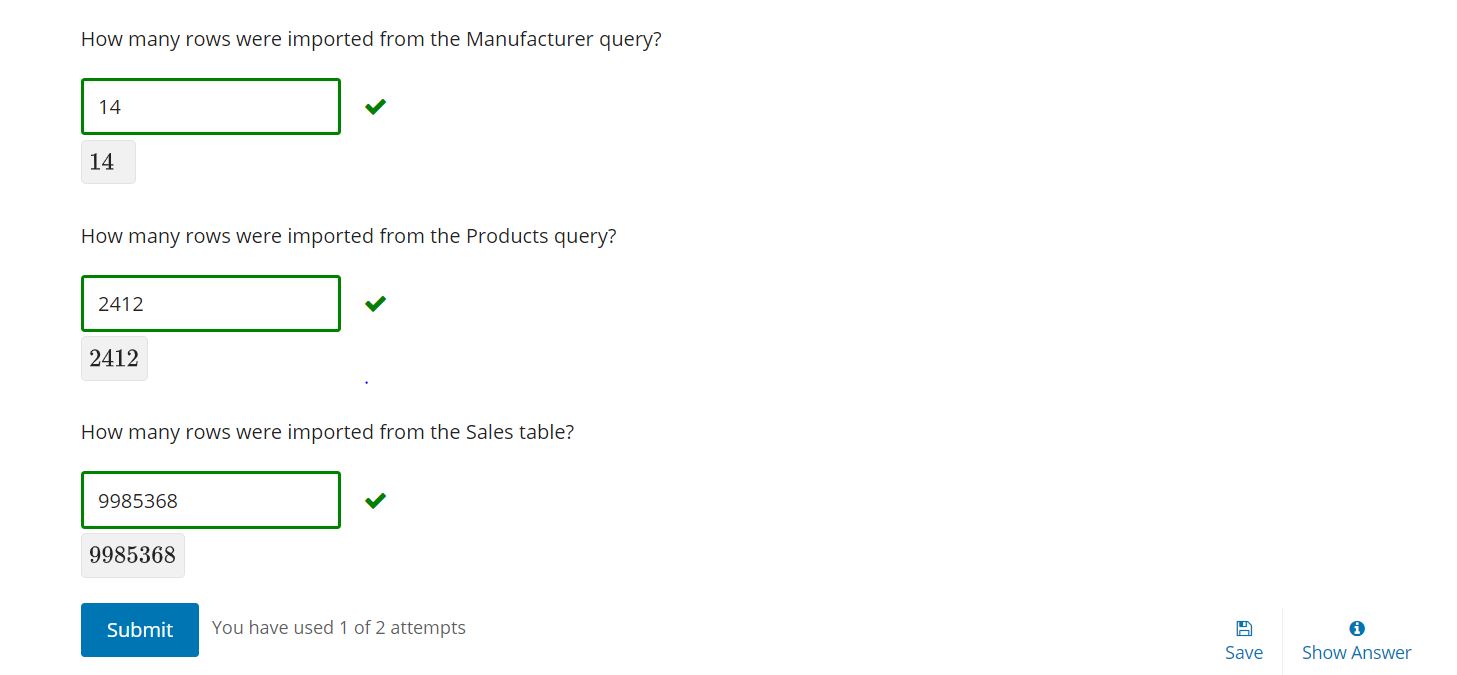 How many rows were imported from the Manufacturer query?
14
14
How many rows were imported from the Products query?
2412
2412
How many rows were imported from the Sales table?
9985368
9985368
Submit You have used 1 of 2 attempts
Save Show Answer